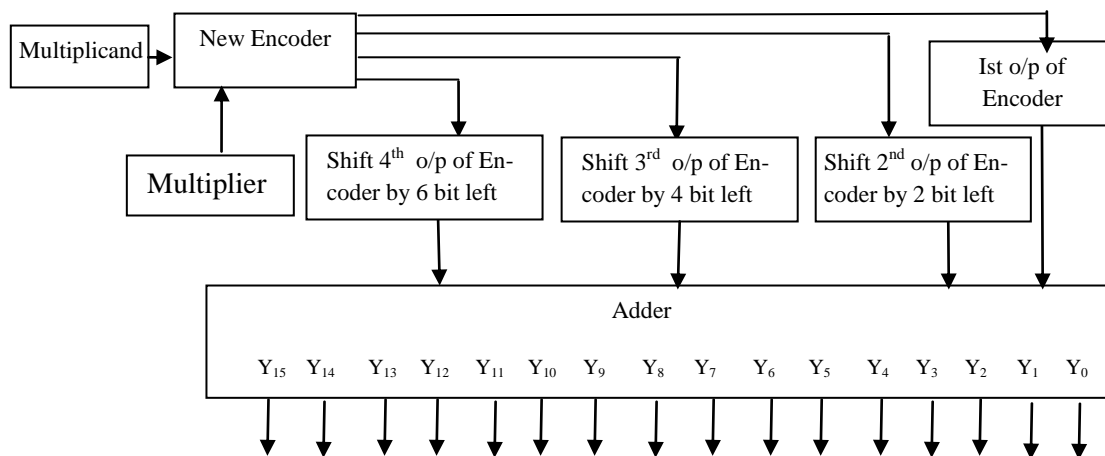 Multiplicand
New Encoder
Ist o/p of
Encoder
Multiplier
Shift 4th o/p of En-
coder by 6 bit left
Shift 3rd o/p of En-
coder by 4 bit left
Shift 2nd o/p of En-
coder by 2 bit left
Adder
Y15 Y14 Y13 Y12 Y11 Y10 Y9 Y8 Y7 Y6 Y5 Y4 Y3 Y2 Y1 Y0